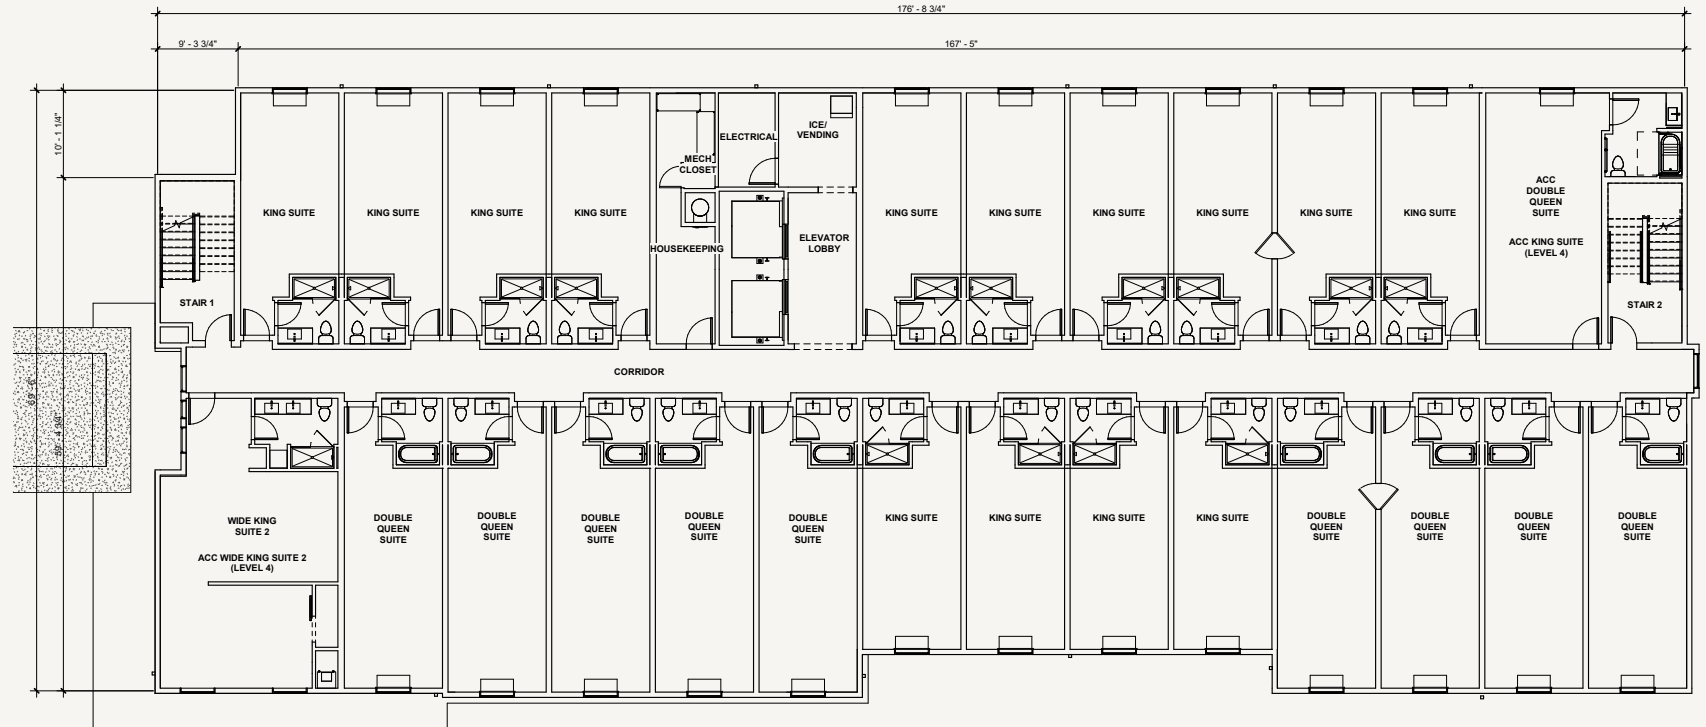 176' - 8 3/4"
9' - 3 3/4"
167' - 5"
10' - 1 1/4"
ICE/
VENDING
ELECTRICAL
MECH
CLOSET
ACC
DOUBLE
QUEEN
SUITE
KING SUITE
KING SUITE
KING SUITE
KING SUITE
KING SUITE
KING SUITE
KING SUITE
KING SUITE
KING SUITE
KING SUITE
HOUSEKEEPING
ELEVATOR
LOBBY
ACC KING SUITE
(LEVEL 4)
STAIR 1
STAIR 2
CORRIDOR
WIDE KING
SUITE 2
ACC WIDE KING SUITE 2
(LEVEL 4)
DOUBLE
QUEEN
SUITE
DOUBLE
QUEEN
SUITE
DOUBLE
QUEEN
SUITE
DOUBLE
QUEEN
SUITE
DOUBLE
QUEEN
SUITE
KING SUITE
KING SUITE
KING SUITE
KING SUITE
DOUBLE
QUEEN
SUITE
DOUBLE
QUEEN
SUITE
DOUBLE
QUEEN
SUITE
DOUBLE
QUEEN
SUITE